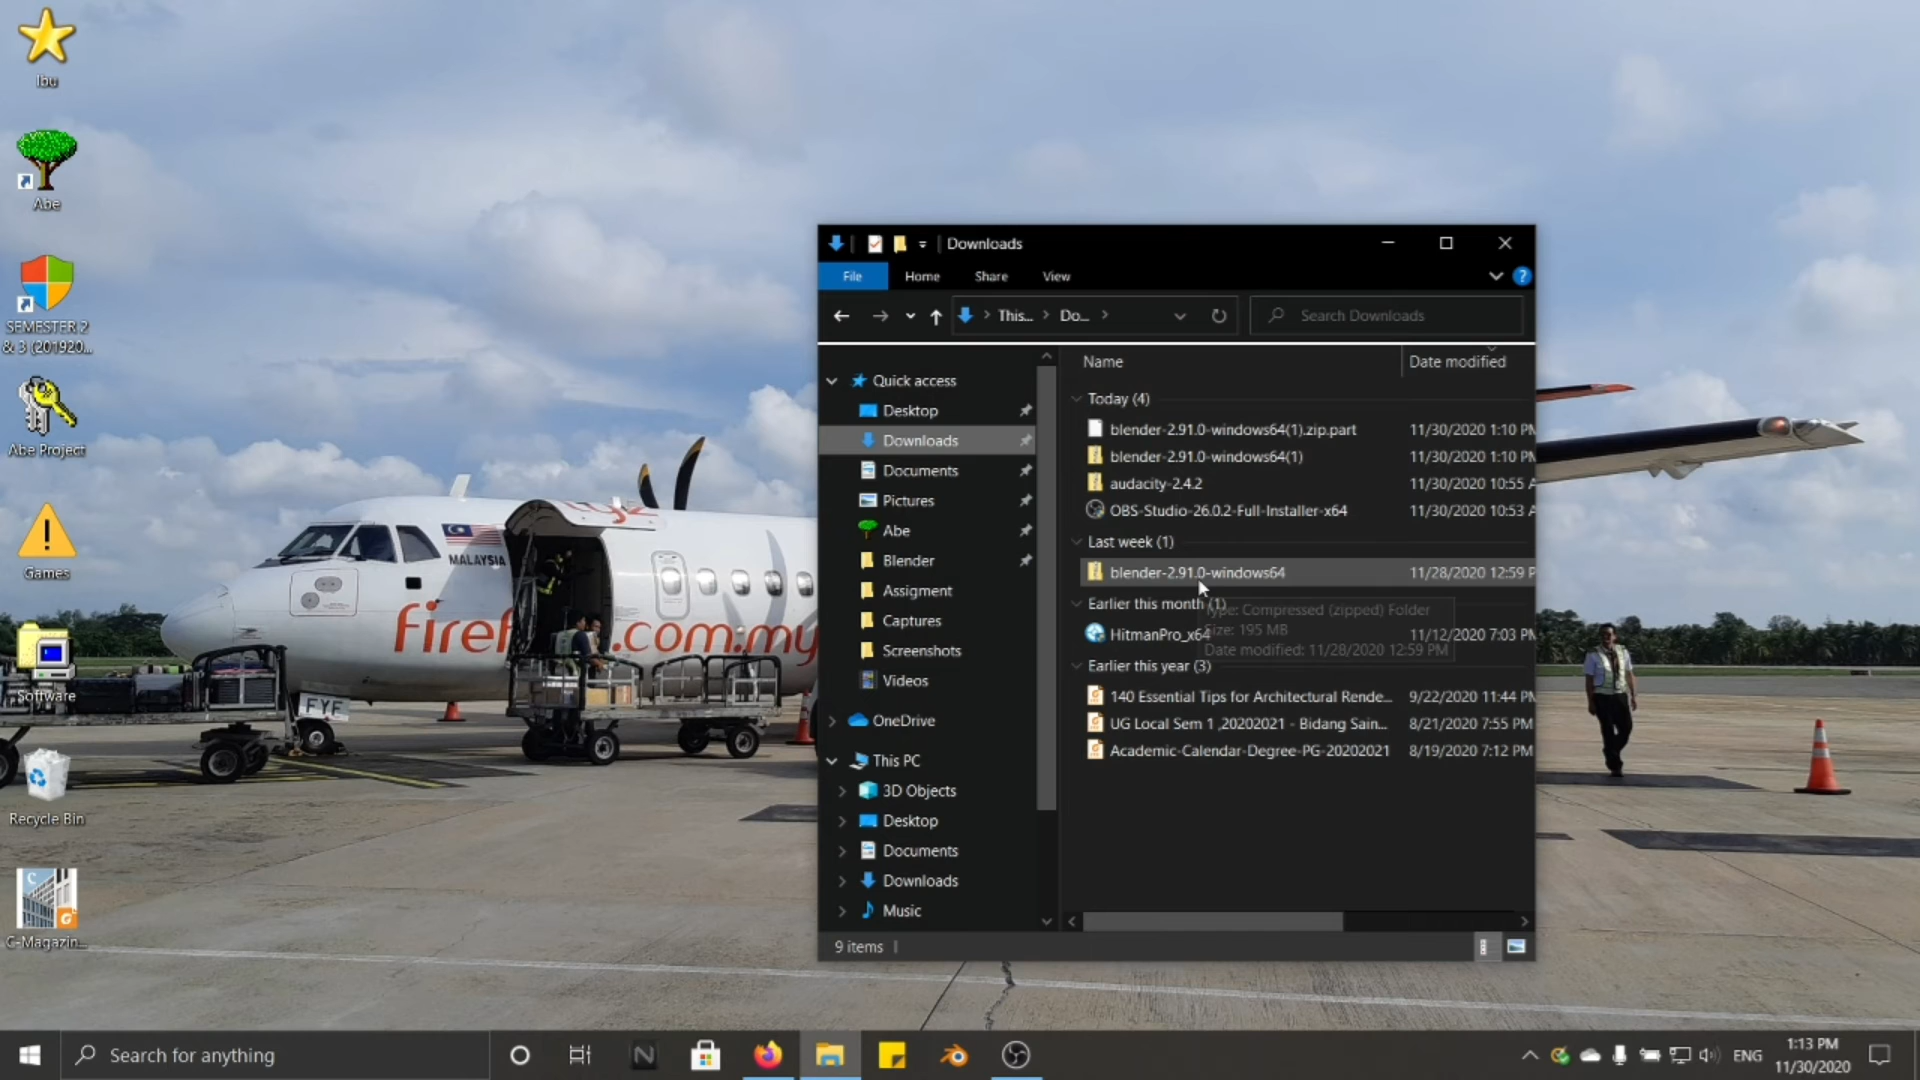 Ibu
Abe
SEMESTER 2
& 3 (201920...
Abe Project
Games
Software
Recycle Bin
C
C-Magazin...
MALAYSIA
firef
.com.my
FYF
Downloads
File
Home
Share
View
?
This...
Do...
Search Downloads
Quick access
Desktop
Downloads
Documents
Pictures
Abe
Blender
Assigment
Captures
Screenshots
Videos
OneDrive
This PC
3D Objects
Desktop
Documents
Downloads
Music
Name
Date modified
Today (4)
blender-2.91.0-windows64(1).zip.part 11/30/2020 1:10 PM
blender-2.91.0-windows64(1) 11/30/2020 1:10 PM
audacity-2.4.2 11/30/2020 10:55 A
OBS-Studio-26.0.2-Full-Installer-x64 11/30/2020 10:53 A
Last week (1)
blender-2.91.0-windows64 11/28/2020 12:59 P
Earlier this month (1)
Type: Compressed (zipped) Folder
Size: 195 MB
Date modified: 11/28/2020 12:59 PM
HitmanPro_x64 11/12/2020 7:03 PM
Earlier this year (3)
140 Essential Tips for Architectural Rende... 9/22/2020 11:44 PM
UG Local Sem 1 ,20202021 - Bidang Sain... 8/21/2020 7:55 PM
Academic-Calendar-Degree-PG-20202021 8/19/2020 7:12 PM
9 items
Search for anything
N
ENG
1:13 PM
11/30/2020